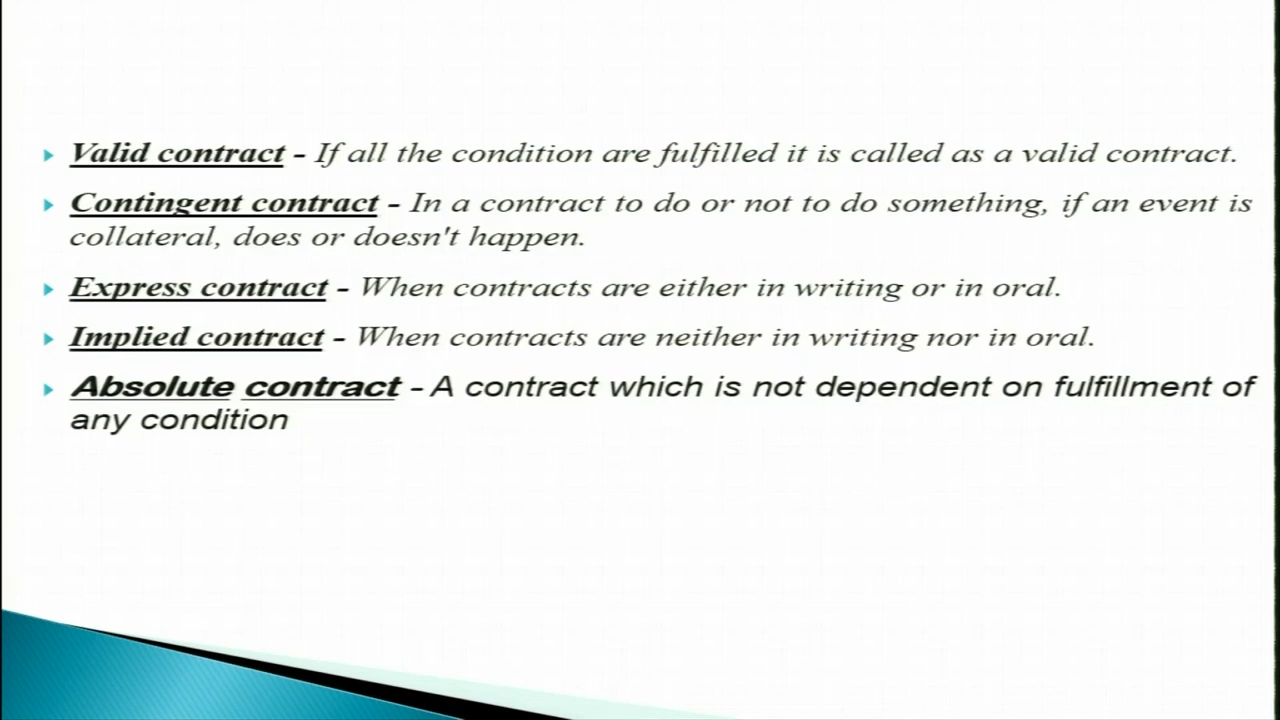 Valid contract - If all the condition are fulfilled it is called as a valid contract.
Contingent contract - In a contract to do or not to do something, if an event is
collateral, does or doesn't happen.
Express contract - When contracts are either in writing or in oral.
Implied contract - When contracts are neither in writing nor in oral.
Absolute contract - A contract which is not dependent on fulfillment of
any condition